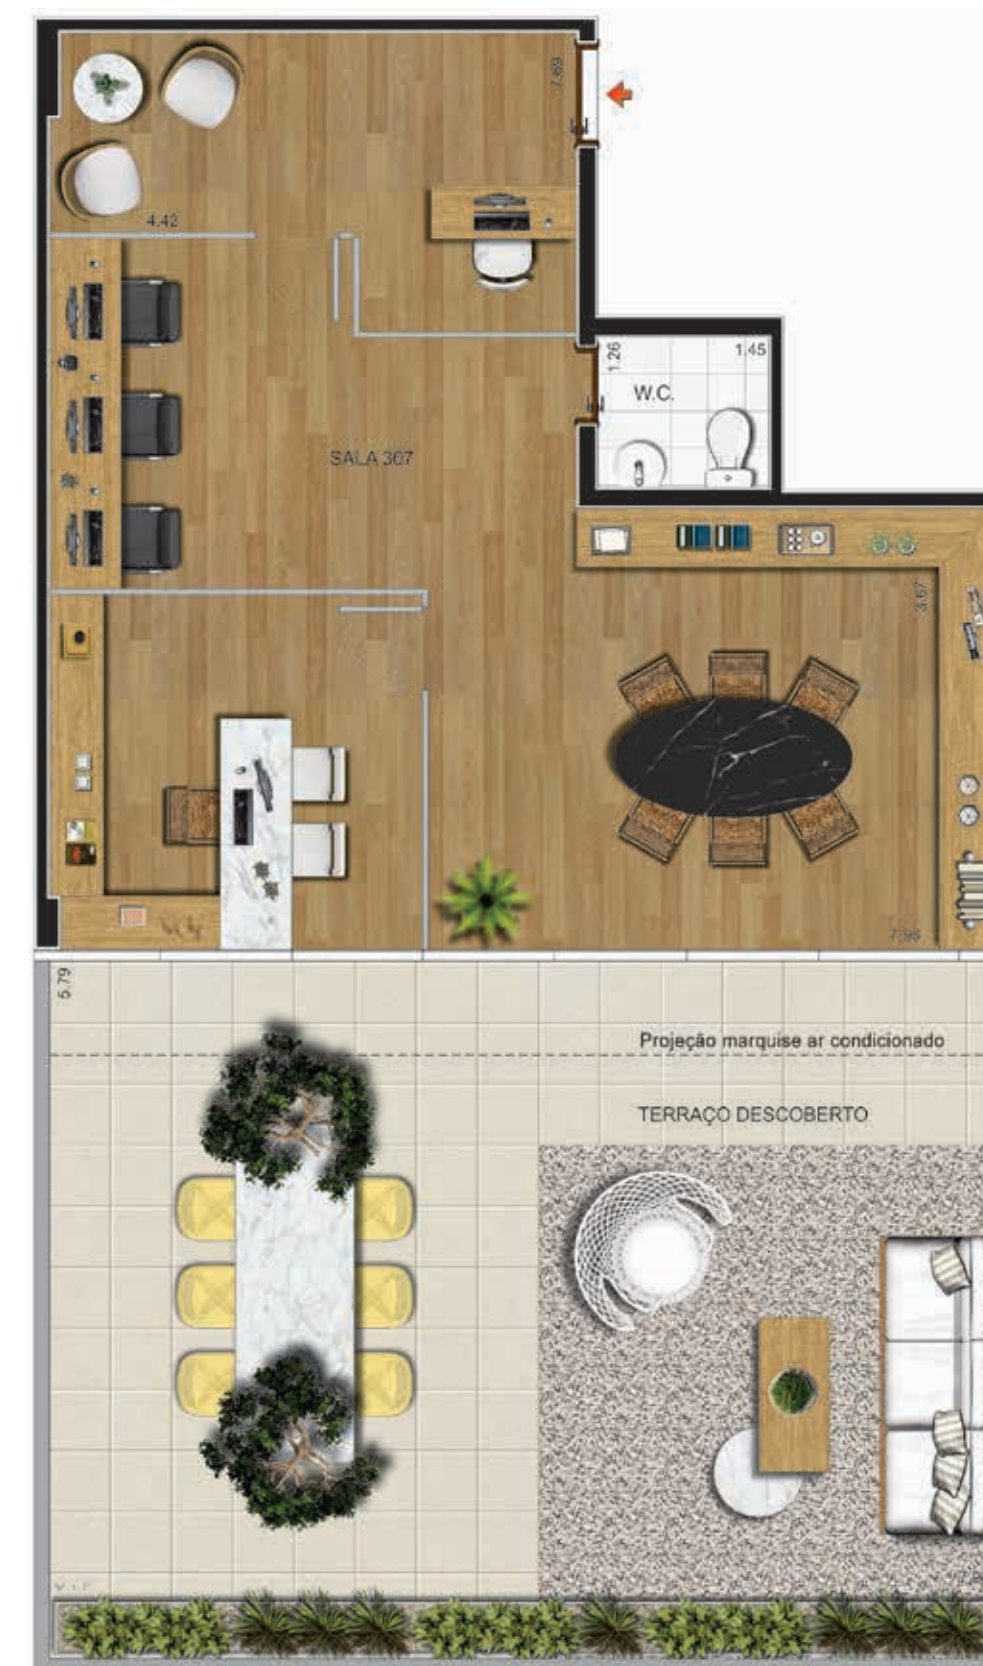 7.69
4.42
1.26
1.45
W.C.
SALA 307
3.67
7.98
5.79
Projeção marquise ar condicionado
TERRAÇO DESCOBERTO